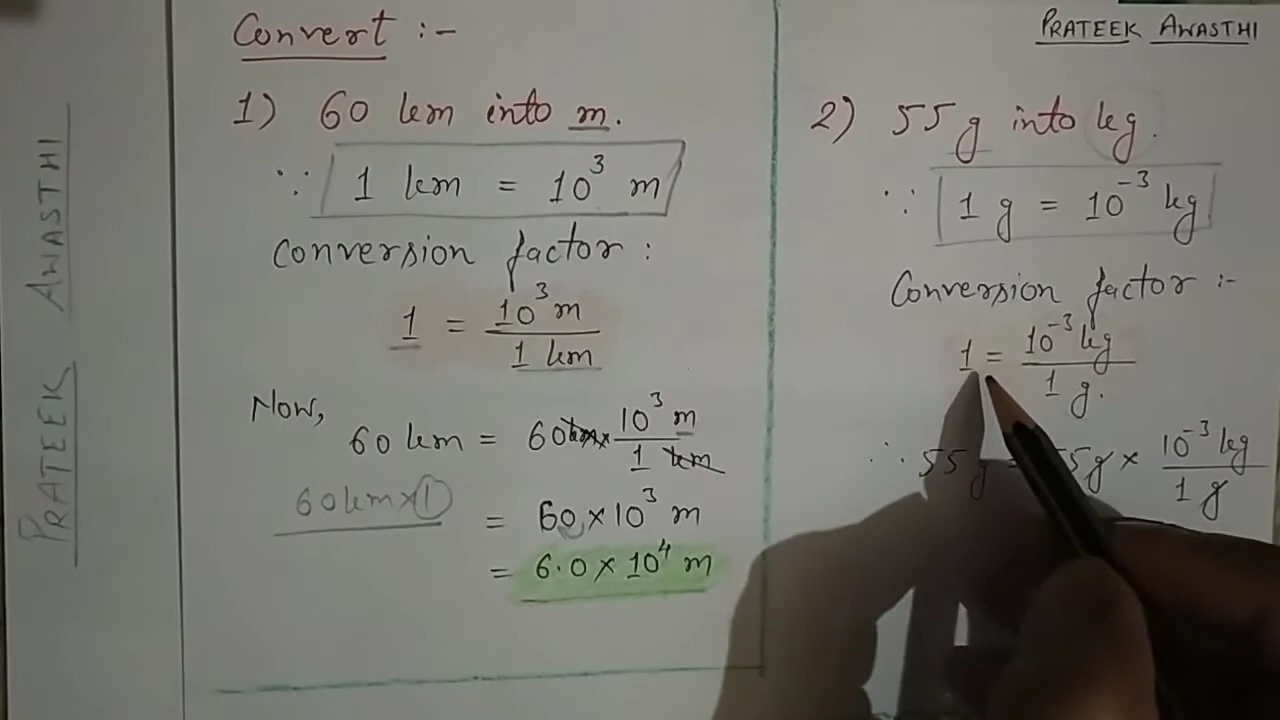 PRATEEK AWASTHI
Convert :-
1) 60 km into m.
∵ 1 km = 10³ m
Conversion factor :
1 = 10³ m / 1 km
Now,
60 km = 60 km × 10³ m / 1 km
60 km × 1
= 60 × 10³ m
= 6.0 × 10⁴ m
PRATEEK AWASTHI
2) 55 g into kg.
∵ 1 g = 10⁻³ kg
Conversion factor :-
1 = 10⁻³ kg / 1 g.
∴ 55 g = 55g × 10⁻³ kg / 1 g